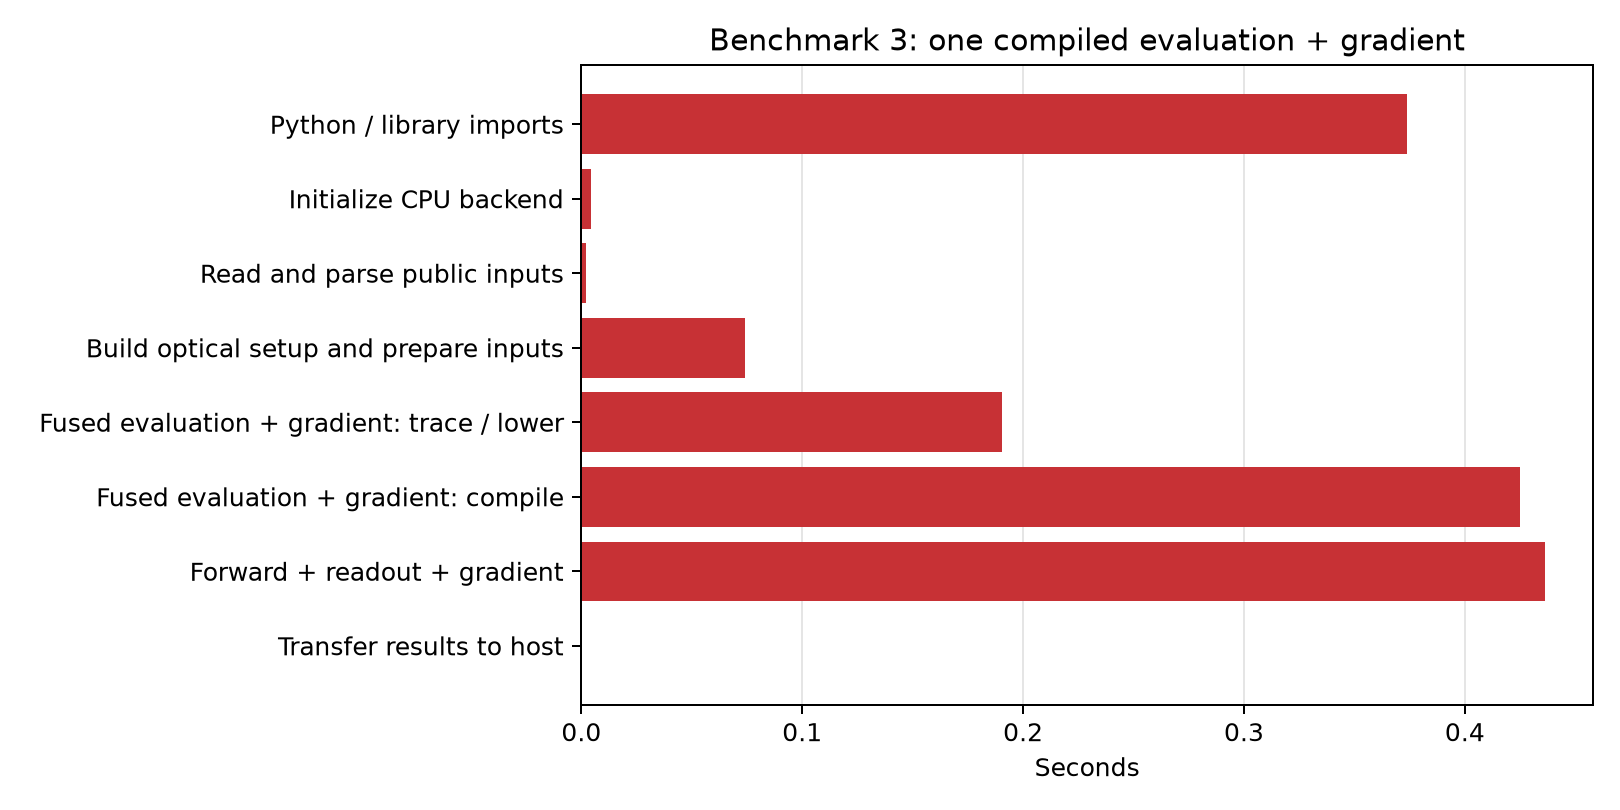 Benchmark 3: one compiled evaluation + gradient
Python / library imports
Initialize CPU backend
Read and parse public inputs
Build optical setup and prepare inputs
Fused evaluation + gradient: trace / lower
Fused evaluation + gradient: compile
Forward + readout + gradient
Transfer results to host
0.0 0.1 0.2 0.3 0.4
Seconds